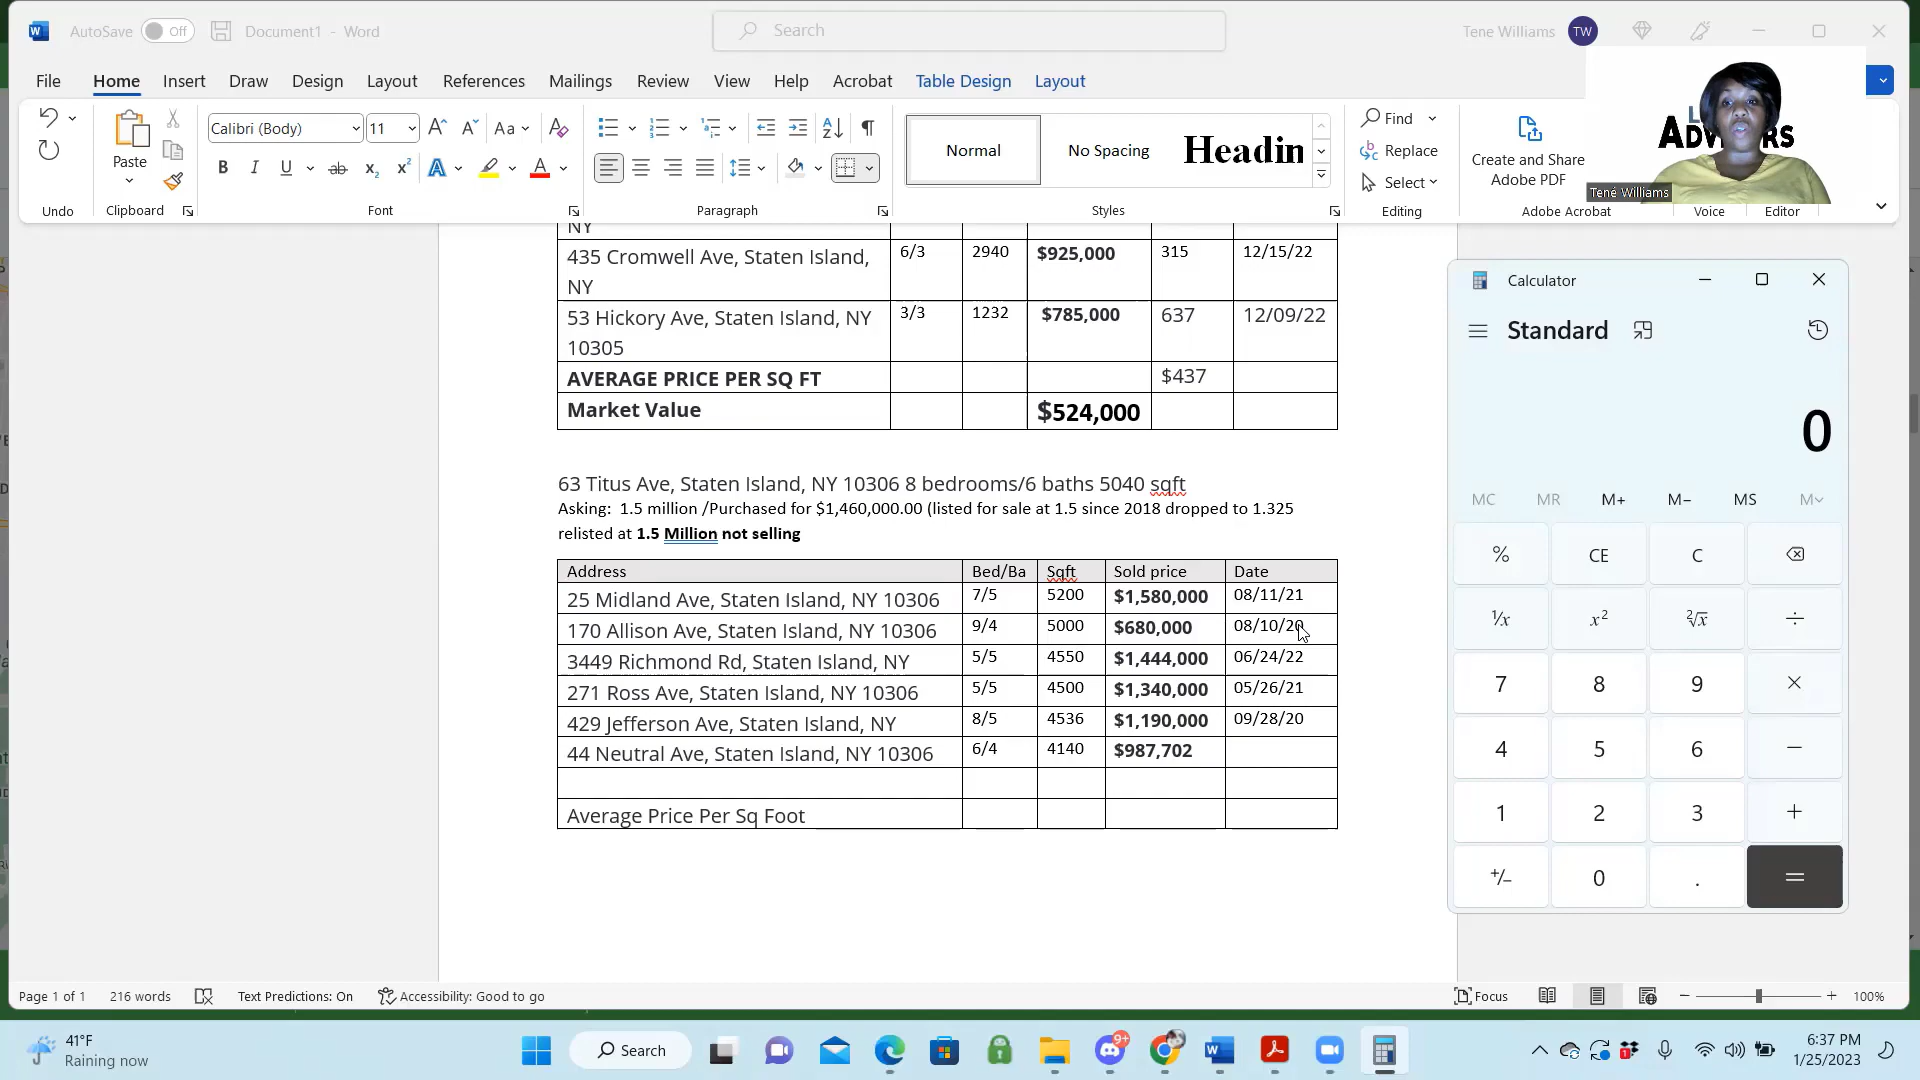 AutoSave Off Document1 - Word Search Tene Williams TW
File Home Insert Draw Design Layout References Mailings Review View Help Acrobat Table Design Layout
Paste
Undo
Clipboard
Calibri (Body) 11
Aa
Font
Paragraph
Normal
No Spacing
Headin
Styles
Find
Replace
Select
Editing
Create and Share
Adobe PDF
Adobe Acrobat
Voice
Editor
Tené Williams
NY
435 Cromwell Ave, Staten Island,
NY
6/3 2940 $925,000 315 12/15/22
53 Hickory Ave, Staten Island, NY
10305
3/3 1232 $785,000 637 12/09/22
AVERAGE PRICE PER SQ FT $437
Market Value $524,000
63 Titus Ave, Staten Island, NY 10306 8 bedrooms/6 baths 5040 sqft
Asking: 1.5 million /Purchased for $1,460,000.00 (listed for sale at 1.5 since 2018 dropped to 1.325
relisted at 1.5 Million not selling
Address Bed/Ba Sqft Sold price Date
25 Midland Ave, Staten Island, NY 10306 7/5 5200 $1,580,000 08/11/21
170 Allison Ave, Staten Island, NY 10306 9/4 5000 $680,000 08/10/20
3449 Richmond Rd, Staten Island, NY 5/5 4550 $1,444,000 06/24/22
271 Ross Ave, Staten Island, NY 10306 5/5 4500 $1,340,000 05/26/21
429 Jefferson Ave, Staten Island, NY 8/5 4536 $1,190,000 09/28/20
44 Neutral Ave, Staten Island, NY 10306 6/4 4140 $987,702
Average Price Per Sq Foot
Calculator
Standard
0
MC MR M+ M− MS M
% CE C
1/x x² ²√x ÷
7 8 9 ×
4 5 6 −
1 2 3 +
+/− 0 . =
Page 1 of 1 216 words Text Predictions: On Accessibility: Good to go Focus 100%
41°F
Raining now
Search
9+
6:37 PM
1/25/2023